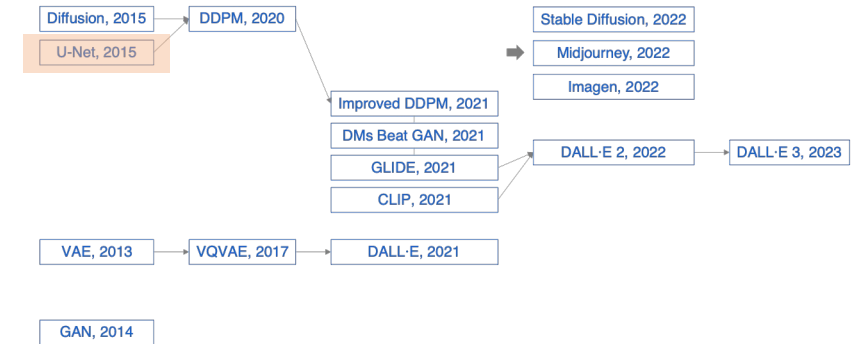 Diffusion, 2015
DDPM, 2020
Stable Diffusion, 2022
U-Net, 2015
Midjourney, 2022
Imagen, 2022
Improved DDPM, 2021
DMs Beat GAN, 2021
GLIDE, 2021
DALL·E 2, 2022
DALL·E 3, 2023
CLIP, 2021
VAE, 2013
VQVAE, 2017
DALL·E, 2021
GAN, 2014